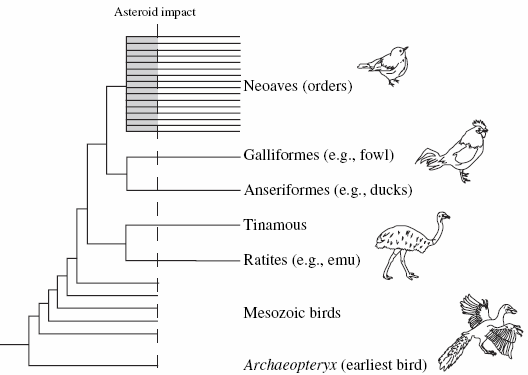 Asteroid impact
Neoaves (orders)
Galliformes (e.g., fowl)
Anseriformes (e.g., ducks)
Tinamous
Ratites (e.g., emu)
Mesozoic birds
Archaeopteryx (earliest bird)